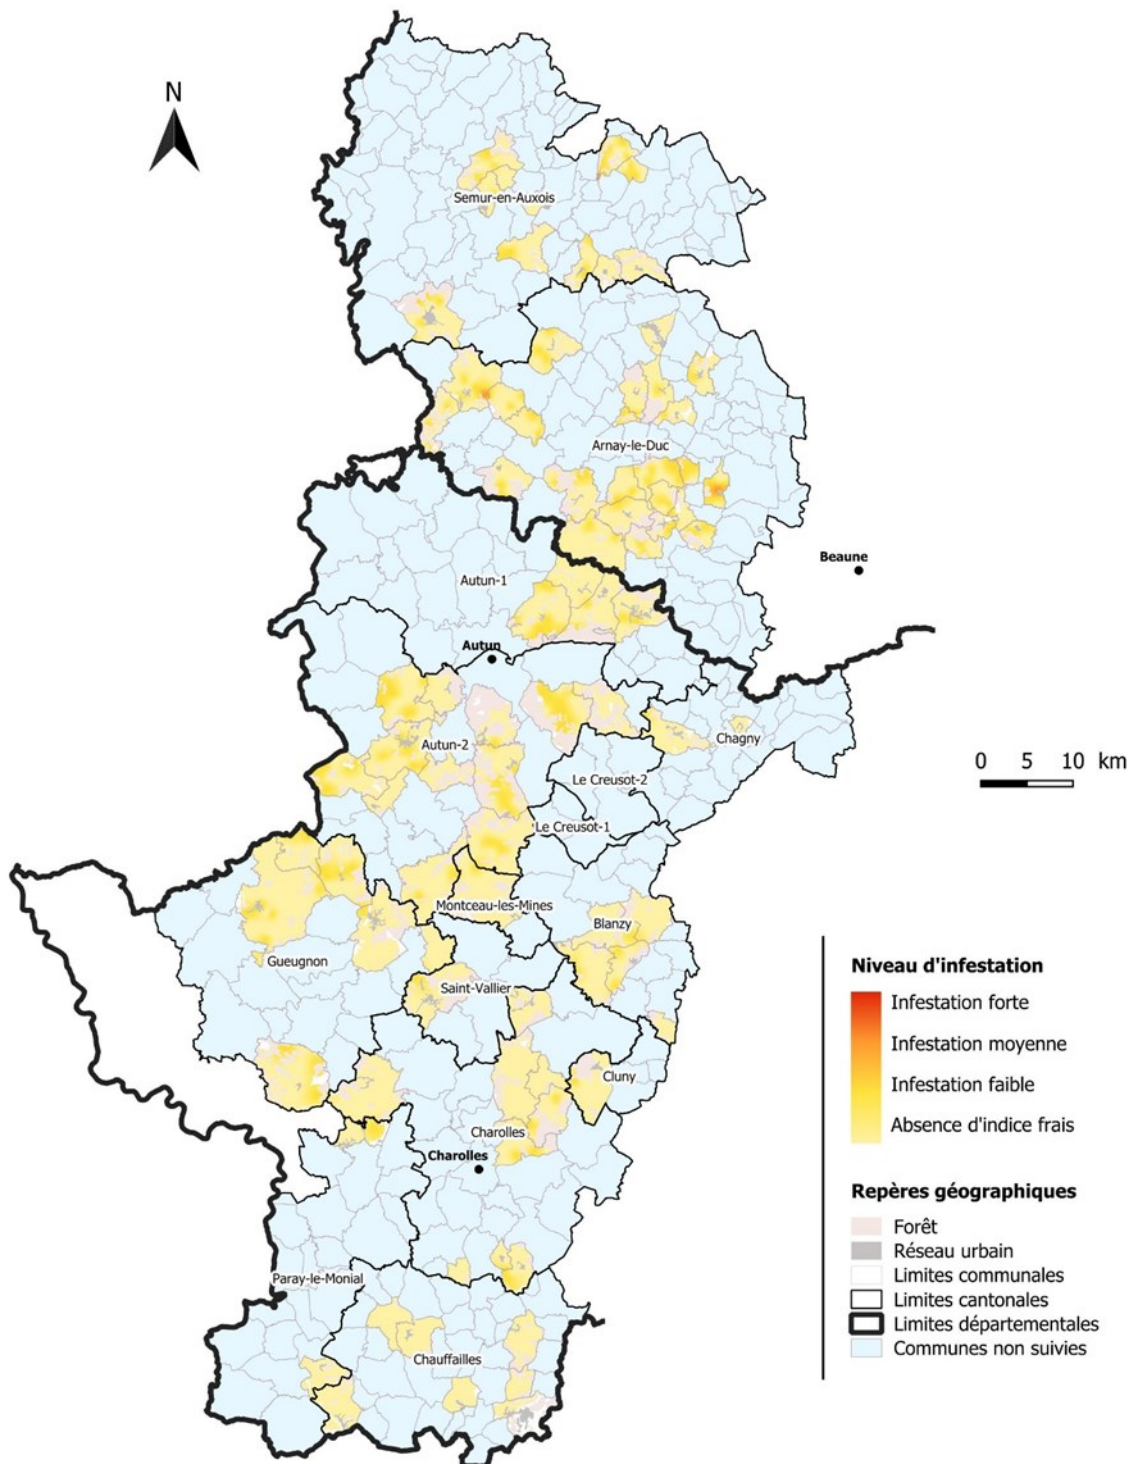 N
Semur-en-Auxois
Arnay-le-Duc
Beaune
Autun-1
Autun
Autun-2
Chagny
Le Creusot-2
Le Creusot-1
0 5 10 km
Montceau-les-Mines
Blanzy
Gueugnon
Saint-Vallier
Cluny
Charolles
Charolles
Paray-le-Monial
Chauffailles
Niveau d'infestation
Infestation forte
Infestation moyenne
Infestation faible
Absence d'indice frais
Repères géographiques
Forêt
Réseau urbain
Limites communales
Limites cantonales
Limites départementales
Communes non suivies